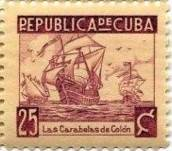 REPUBLICA DE CUBA
Las Carabelas de Colón
25 ¢